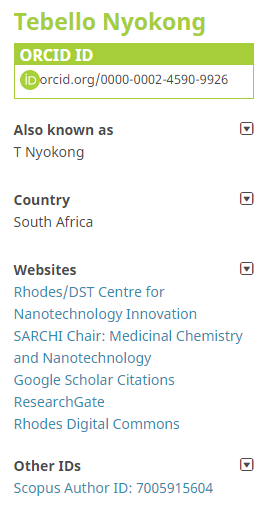 Tebello Nyokong
ORCID ID
iD orcid.org/0000-0002-4590-9926
Also known as
T Nyokong
Country
South Africa
Websites
Rhodes/DST Centre for
Nanotechnology Innovation
SARCHI Chair: Medicinal Chemistry
and Nanotechnology
Google Scholar Citations
ResearchGate
Rhodes Digital Commons
Other IDs
Scopus Author ID: 7005915604